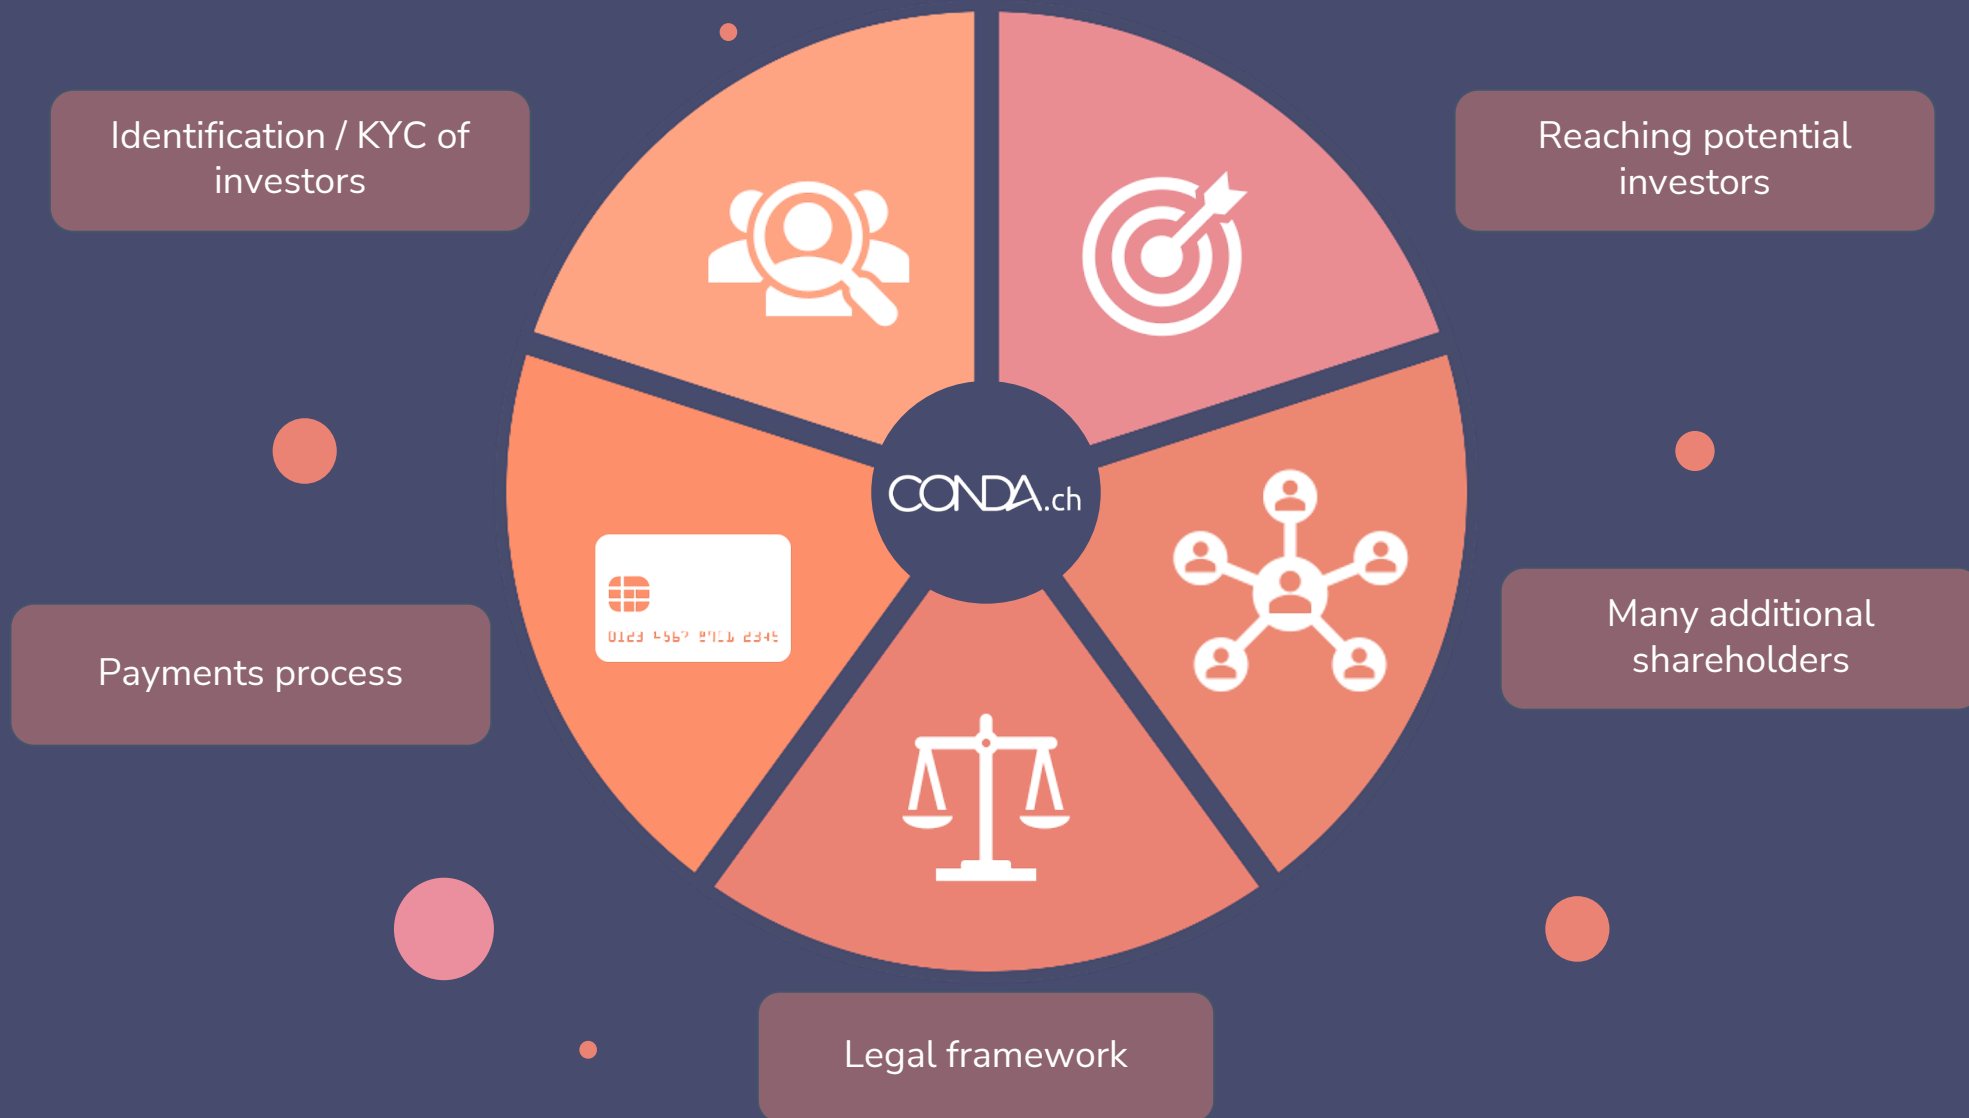 Identification / KYC of
investors
Reaching potential
investors
CONDA.ch
Payments process
Many additional
shareholders
Legal framework